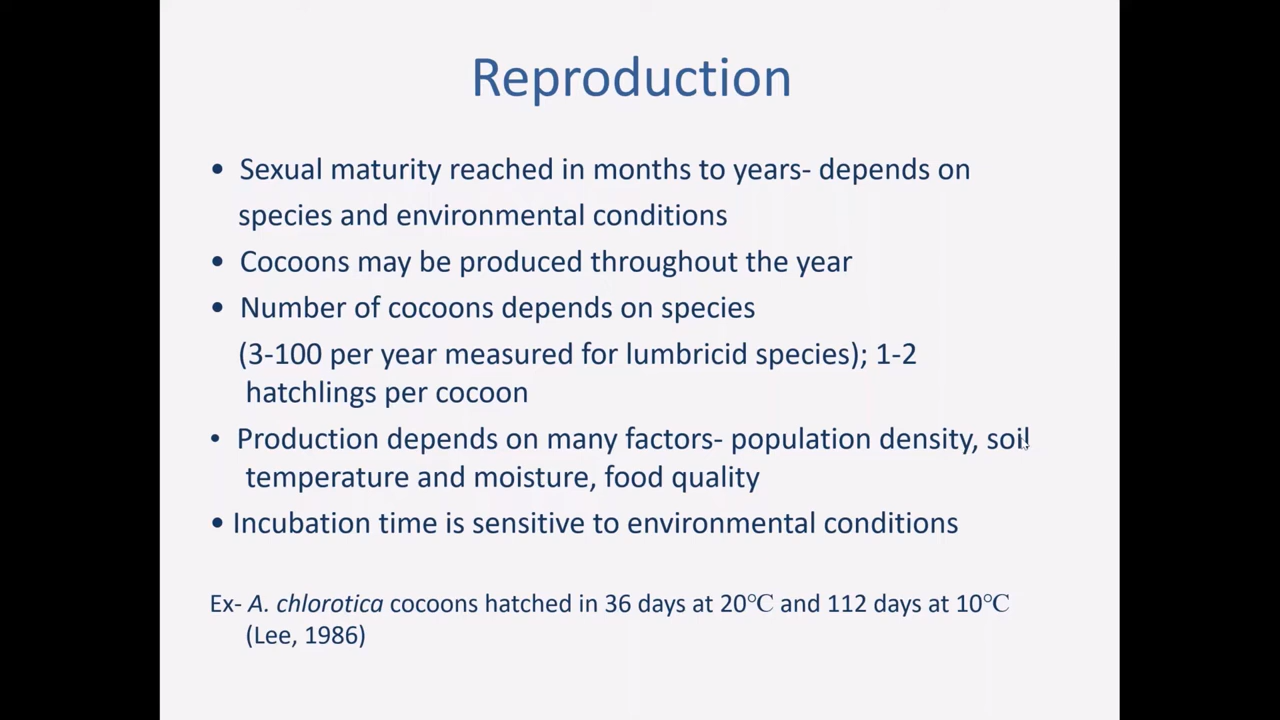 Reproduction
• Sexual maturity reached in months to years- depends on
species and environmental conditions
• Cocoons may be produced throughout the year
• Number of cocoons depends on species
(3-100 per year measured for lumbricid species); 1-2
hatchlings per cocoon
• Production depends on many factors- population density, soil
temperature and moisture, food quality
• Incubation time is sensitive to environmental conditions
Ex- A. chlorotica cocoons hatched in 36 days at 20℃ and 112 days at 10℃
(Lee, 1986)